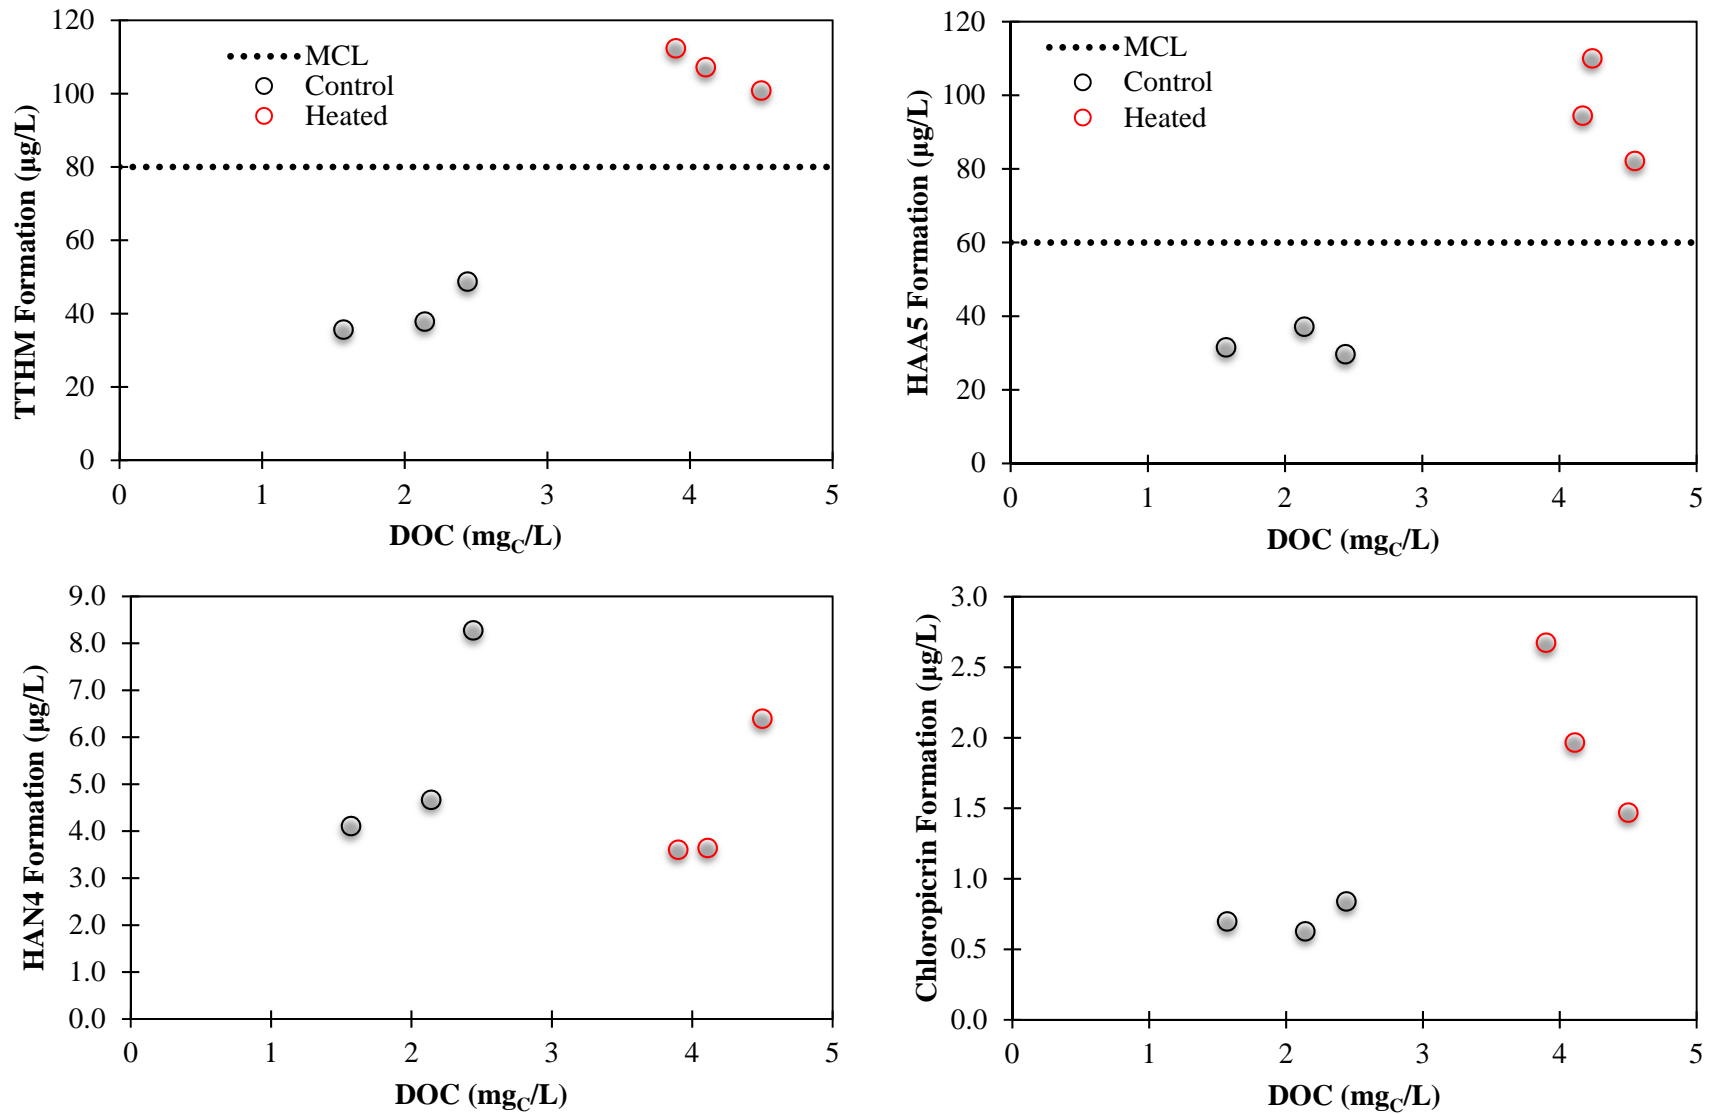 120
100
80
60
40
20
0
TTHM Formation (µg/L)
MCL
Control
Heated
0 1 2 3 4 5
DOC (mgC/L)
120
100
80
60
40
20
0
HAA5 Formation (µg/L)
MCL
Control
Heated
0 1 2 3 4 5
DOC (mgC/L)
9.0
8.0
7.0
6.0
5.0
4.0
3.0
2.0
1.0
0.0
HAN4 Formation (µg/L)
0 1 2 3 4 5
DOC (mgC/L)
3.0
2.5
2.0
1.5
1.0
0.5
0.0
Chloropicrin Formation (µg/L)
0 1 2 3 4 5
DOC (mgC/L)